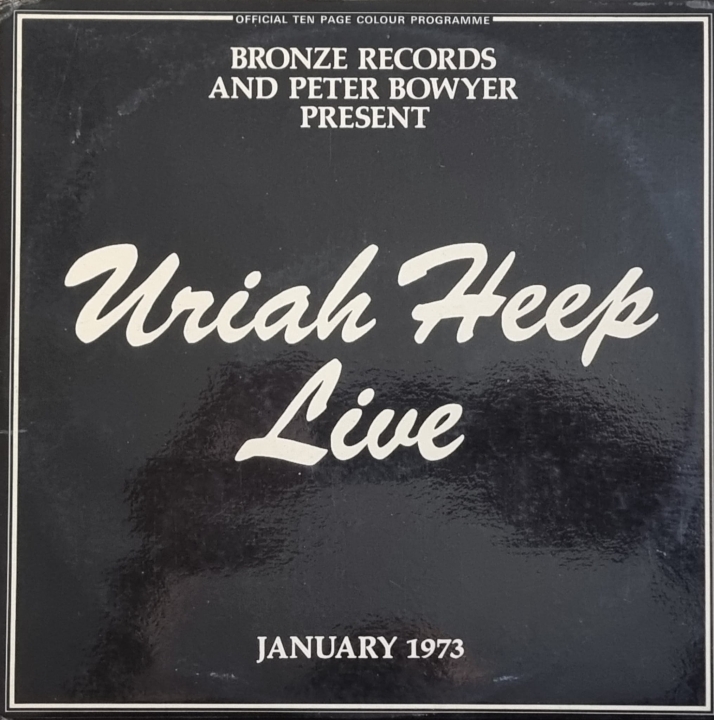 OFFICIAL TEN PAGE COLOUR PROGRAMME
BRONZE RECORDS
AND PETER BOWYER
PRESENT
Uriah Heep
Live
JANUARY 1973